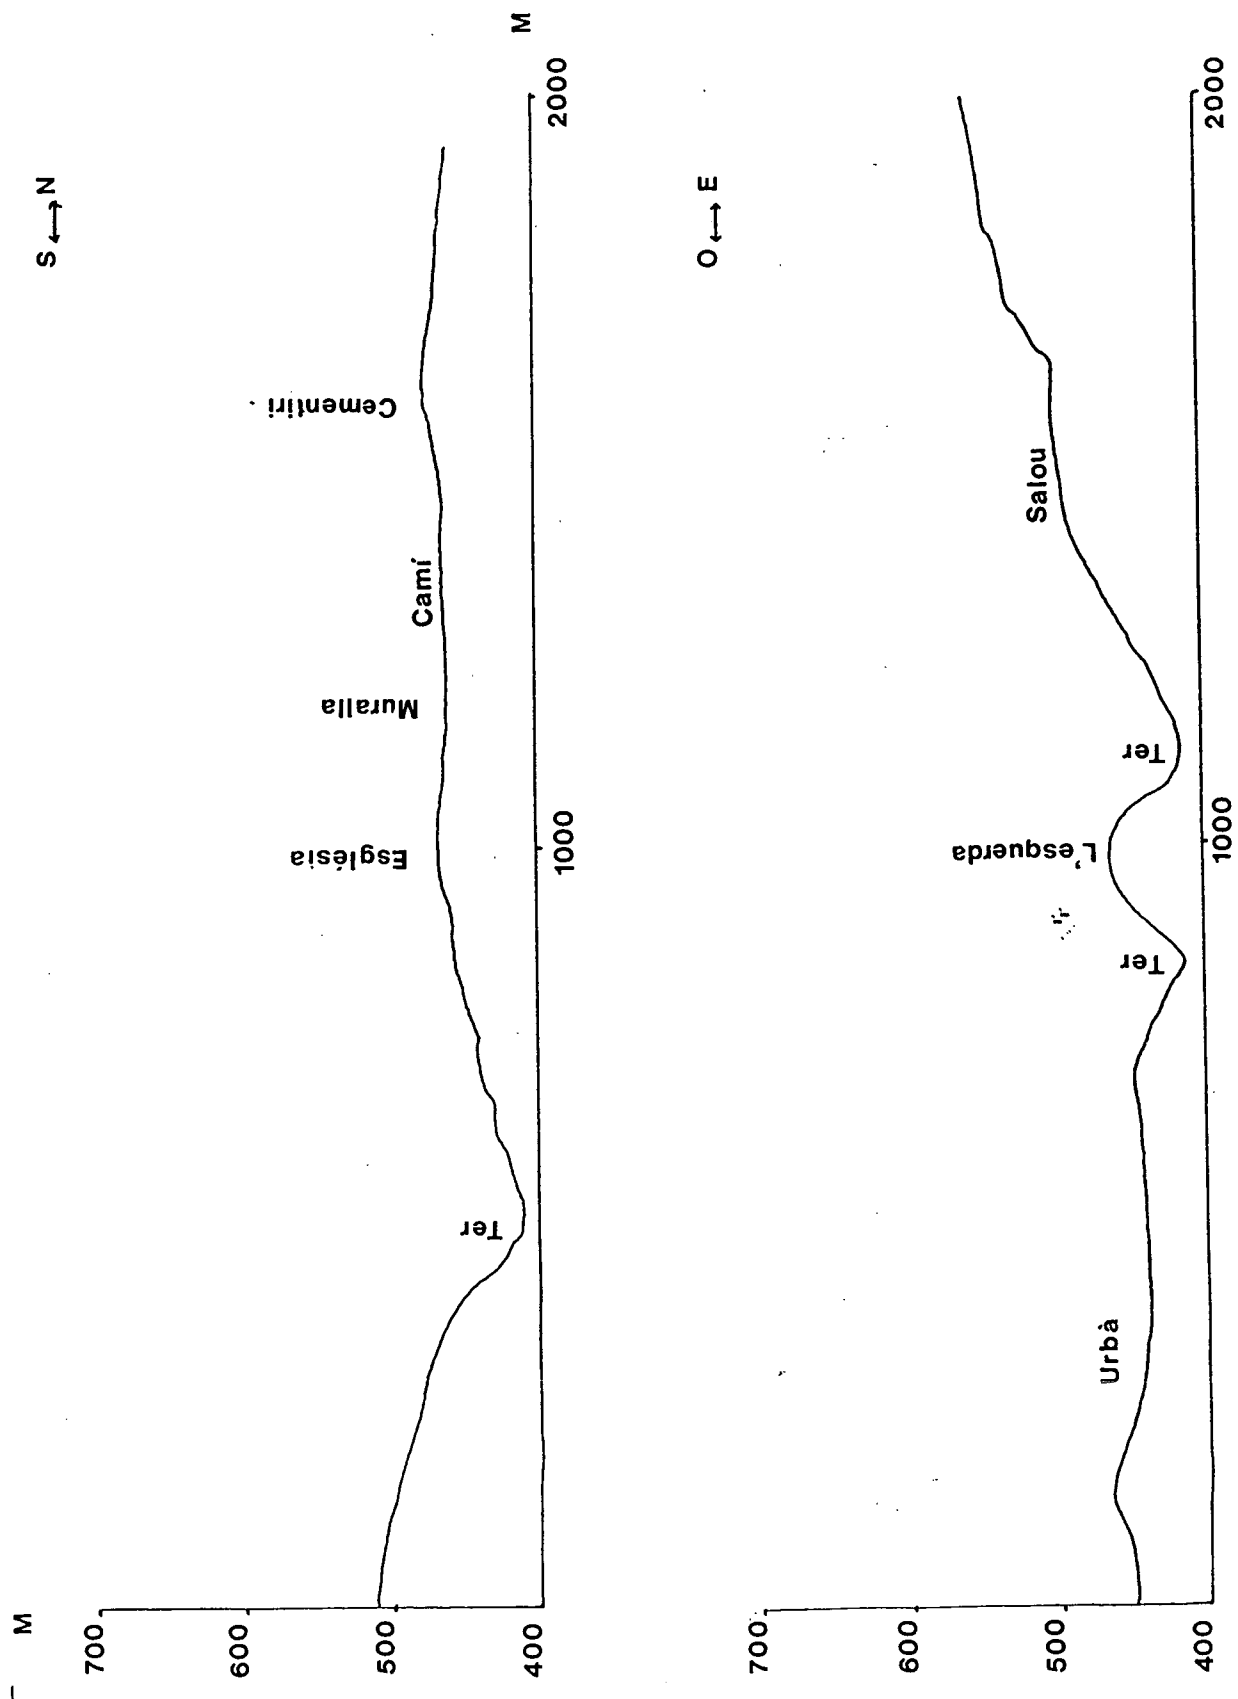 M
S ⟷ N
700
600
500
400
Ter
Església
Muralla
Camí
Cementiri
1000
2000
M
O ⟷ E
700
600
500
400
Urbà
Ter
L'esquerda
Ter
Salou
1000
2000